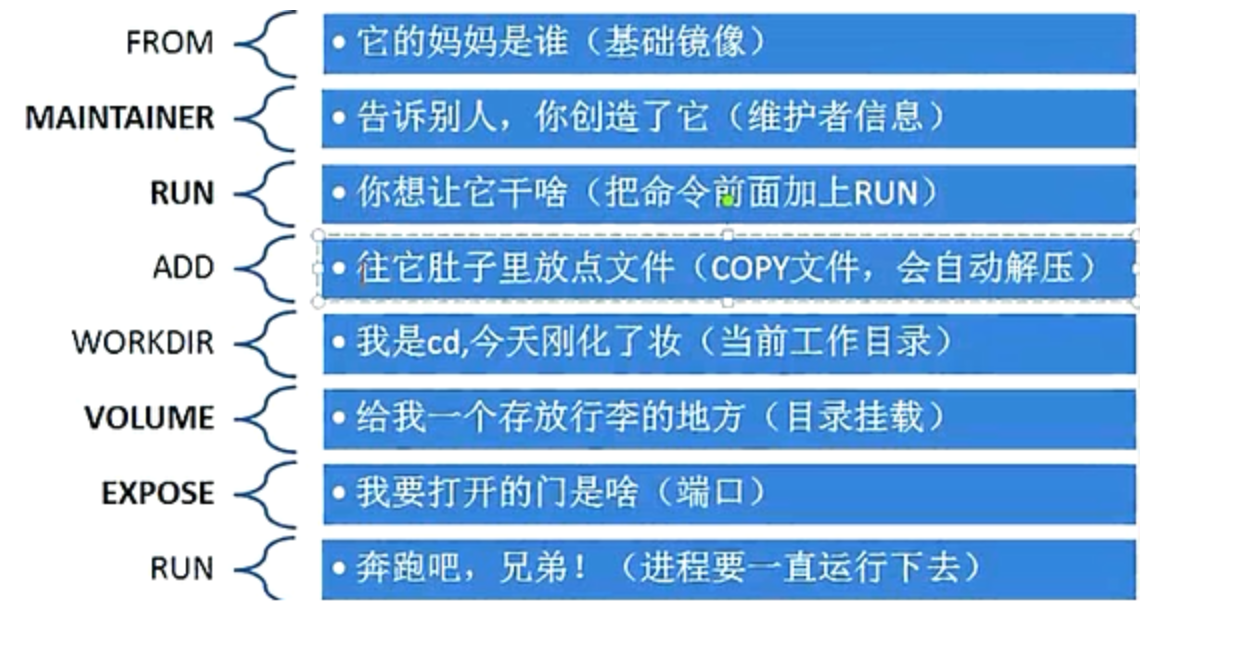 FROM
• 它的妈妈是谁（基础镜像）
MAINTAINER
• 告诉别人，你创造了它（维护者信息）
RUN
• 你想让它干啥（把命令前面加上RUN）
ADD
• 往它肚子里放点文件（COPY文件，会自动解压）
WORKDIR
• 我是cd,今天刚化了妆（当前工作目录）
VOLUME
• 给我一个存放行李的地方（目录挂载）
EXPOSE
• 我要打开的门是啥（端口）
RUN
• 奔跑吧，兄弟！（进程要一直运行下去）